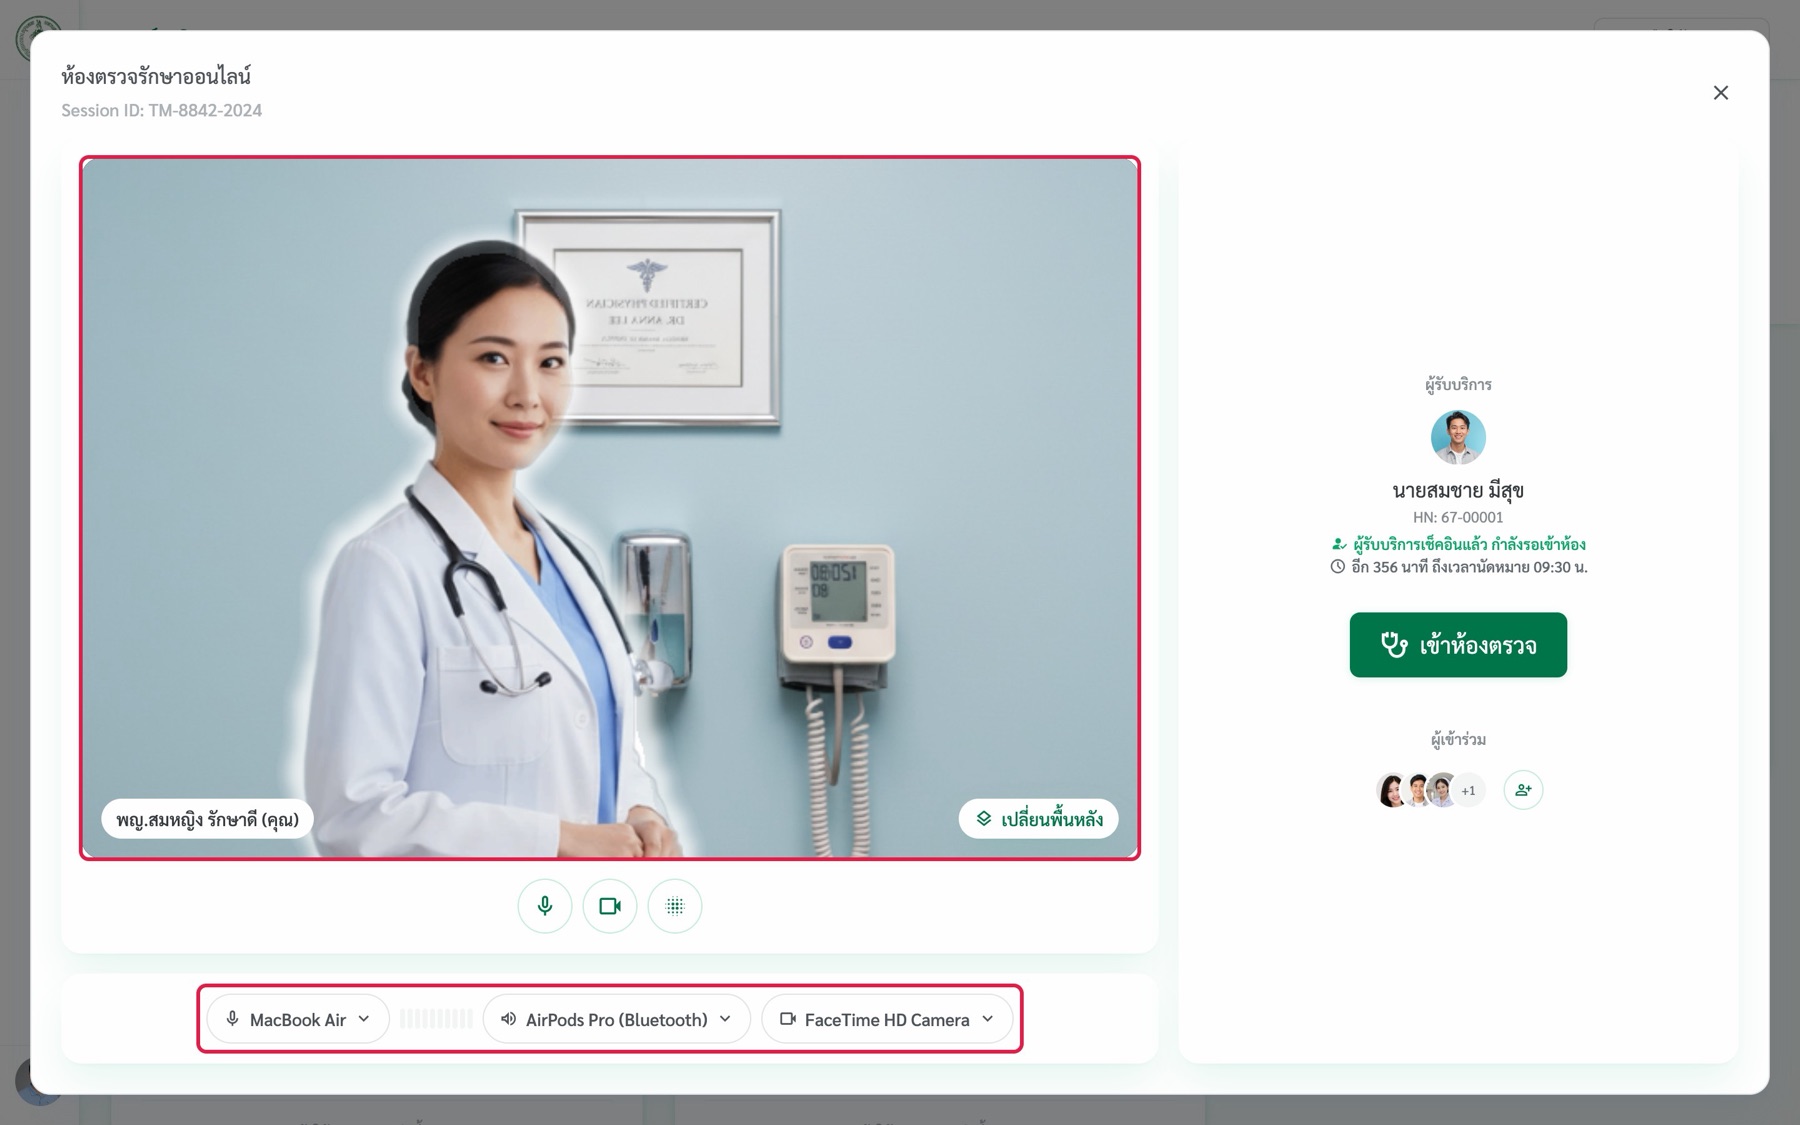 ห้องตรวจรักษาออนไลน์
Session ID: TM-8842-2024
CERTIFIED PHYSICIAN
DR. ANNA LEE
พญ.สมหญิง รักษาดี (คุณ)
เปลี่ยนพื้นหลัง
MacBook Air
AirPods Pro (Bluetooth)
FaceTime HD Camera
ผู้รับบริการ
นายสมชาย มีสุข
HN: 67-00001
ผู้รับบริการเช็คอินแล้ว กำลังรอเข้าห้อง
อีก 356 นาที ถึงเวลานัดหมาย 09:30 น.
เข้าห้องตรวจ
ผู้เข้าร่วม
+1